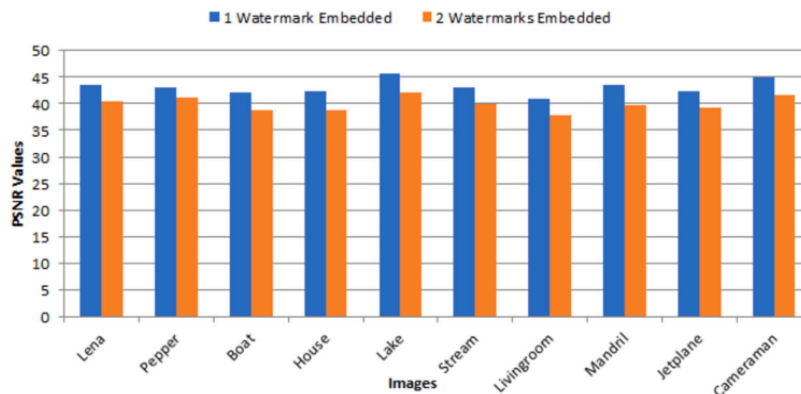 1 Watermark Embedded 2 Watermarks Embedded
50
45
40
35
30
25
20
15
10
5
0
PSNR Values
Lena Pepper Boat House Lake Stream Livingroom Mandril Jetplane Cameraman
Images